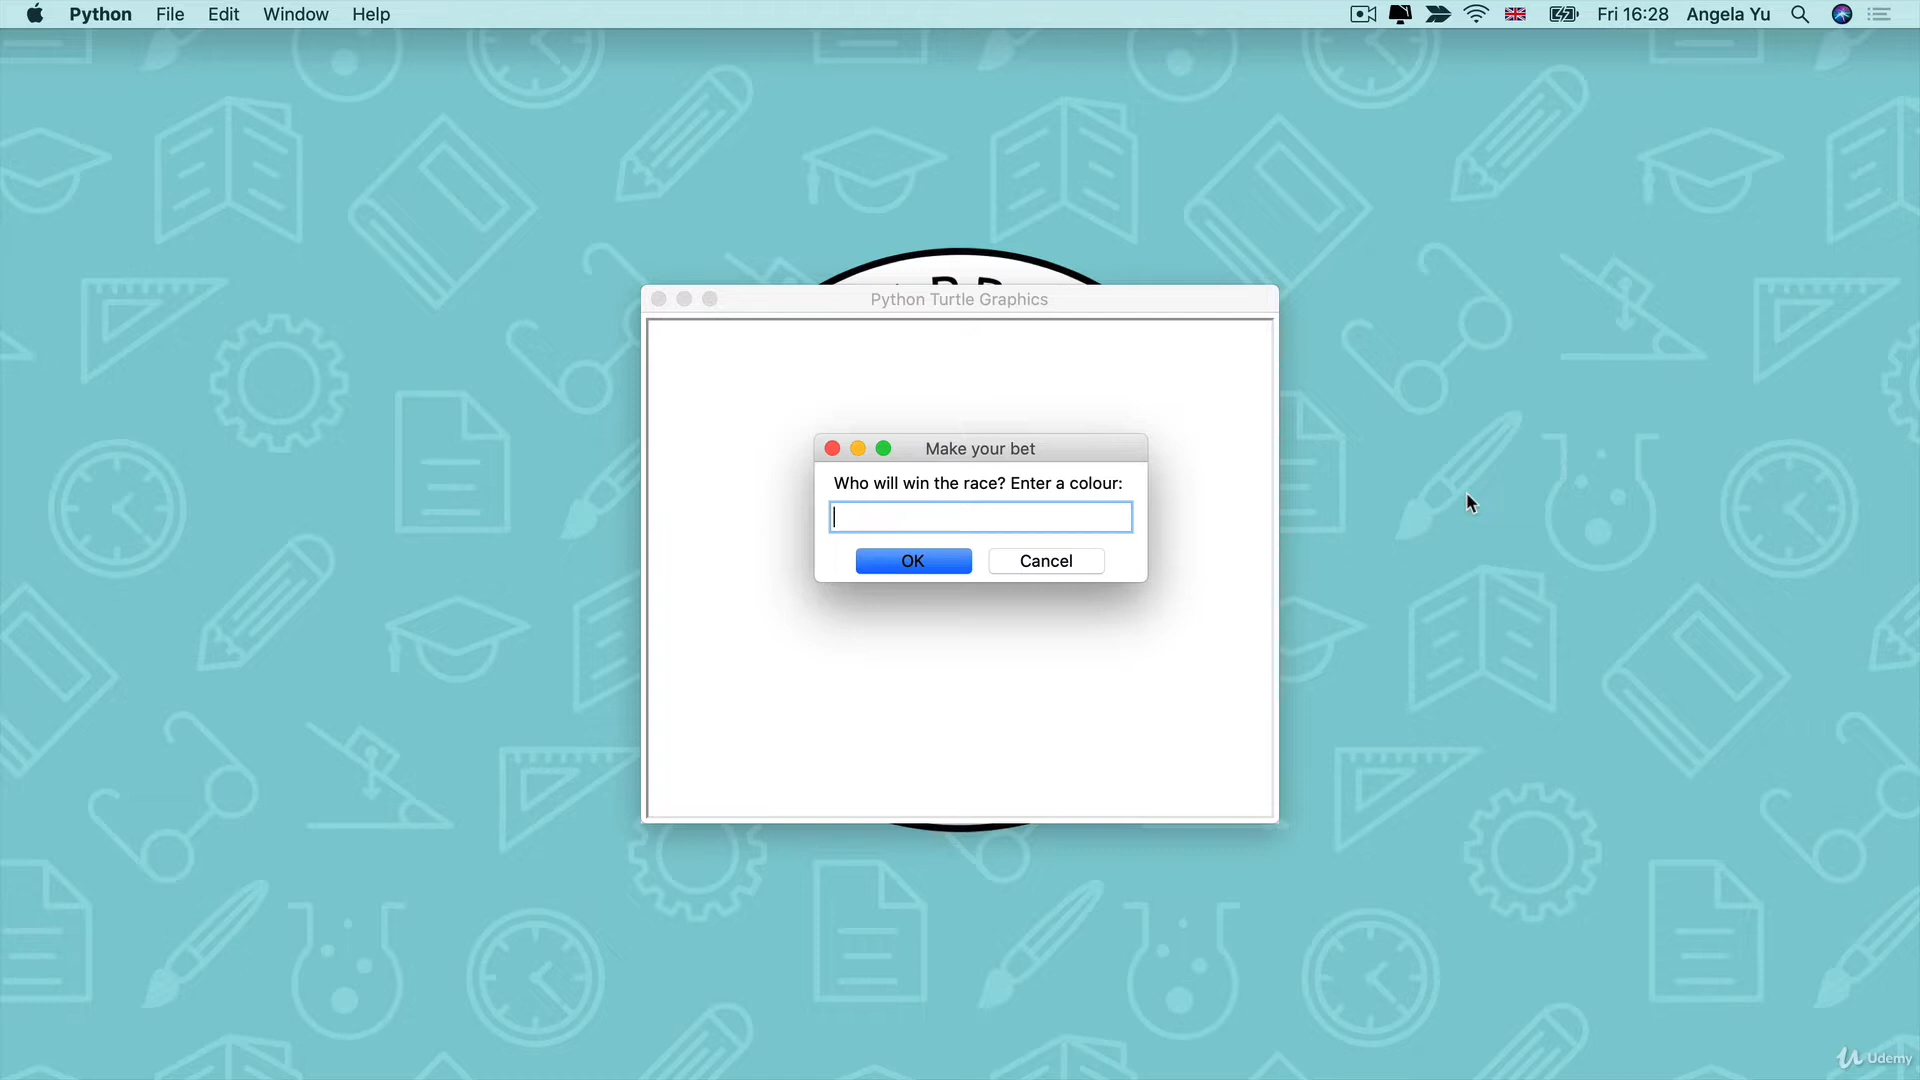 Python File Edit Window Help
Fri 16:28 Angela Yu
Python Turtle Graphics
Make your bet
Who will win the race? Enter a colour:
OK Cancel
Udemy